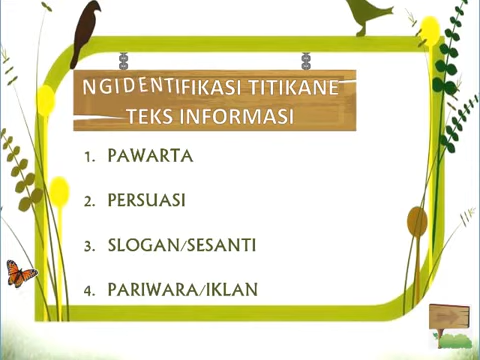 NGIDENTIFIKASI TITIKANE
TEKS INFORMASI
1. PAWARTA
2. PERSUASI
3. SLOGAN/SESANTI
4. PARIWARA/IKLAN